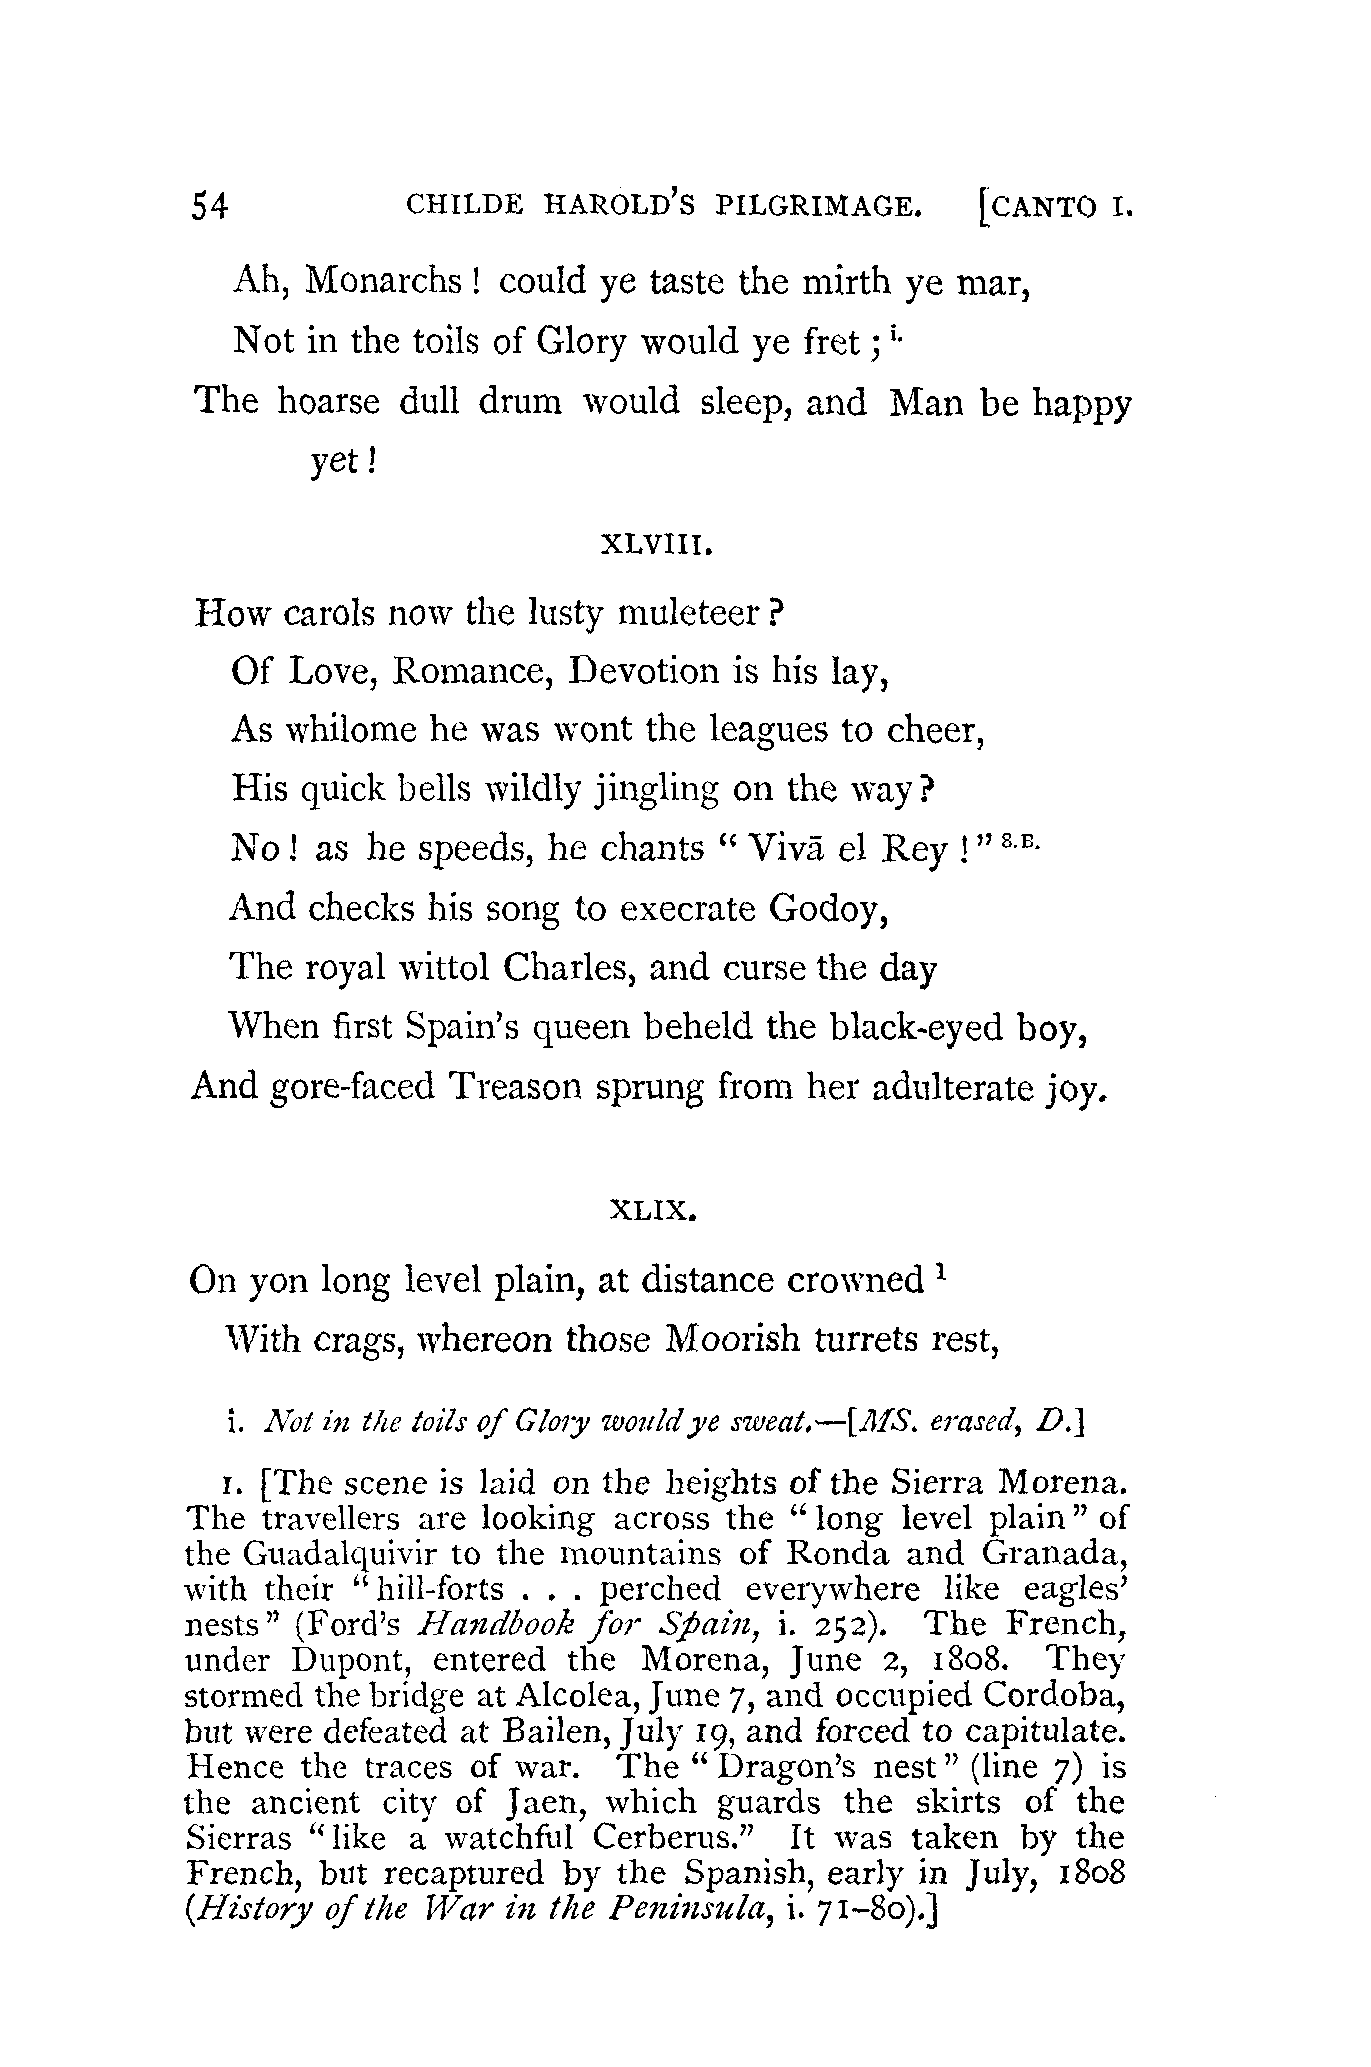 54 CHILDE HAROLD'S PILGRIMAGE. [CANTO I.
Ah, Monarchs ! could ye taste the mirth ye mar,
Not in the toils of Glory would ye fret ; i.
The hoarse dull drum would sleep, and Man be happy
yet !
XLVIII.
How carols now the lusty muleteer ?
Of Love, Romance, Devotion is his lay,
As whilome he was wont the leagues to cheer,
His quick bells wildly jingling on the way ?
No ! as he speeds, he chants " Vivā el Rey ! " 8.B.
And checks his song to execrate Godoy,
The royal wittol Charles, and curse the day
When first Spain's queen beheld the black-eyed boy,
And gore-faced Treason sprung from her adulterate joy.
XLIX.
On yon long level plain, at distance crowned 1
With crags, whereon those Moorish turrets rest,
i. Not in the toils of Glory would ye sweat.—[MS. erased, D.]
1. [The scene is laid on the heights of the Sierra Morena.
The travellers are looking across the " long level plain " of
the Guadalquivir to the mountains of Ronda and Granada,
with their " hill-forts . . . perched everywhere like eagles'
nests " (Ford's Handbook for Spain, i. 252). The French,
under Dupont, entered the Morena, June 2, 1808. They
stormed the bridge at Alcolea, June 7, and occupied Cordoba,
but were defeated at Bailen, July 19, and forced to capitulate.
Hence the traces of war. The " Dragon's nest " (line 7) is
the ancient city of Jaen, which guards the skirts of the
Sierras " like a watchful Cerberus." It was taken by the
French, but recaptured by the Spanish, early in July, 1808
(History of the War in the Peninsula, i. 71–80).]